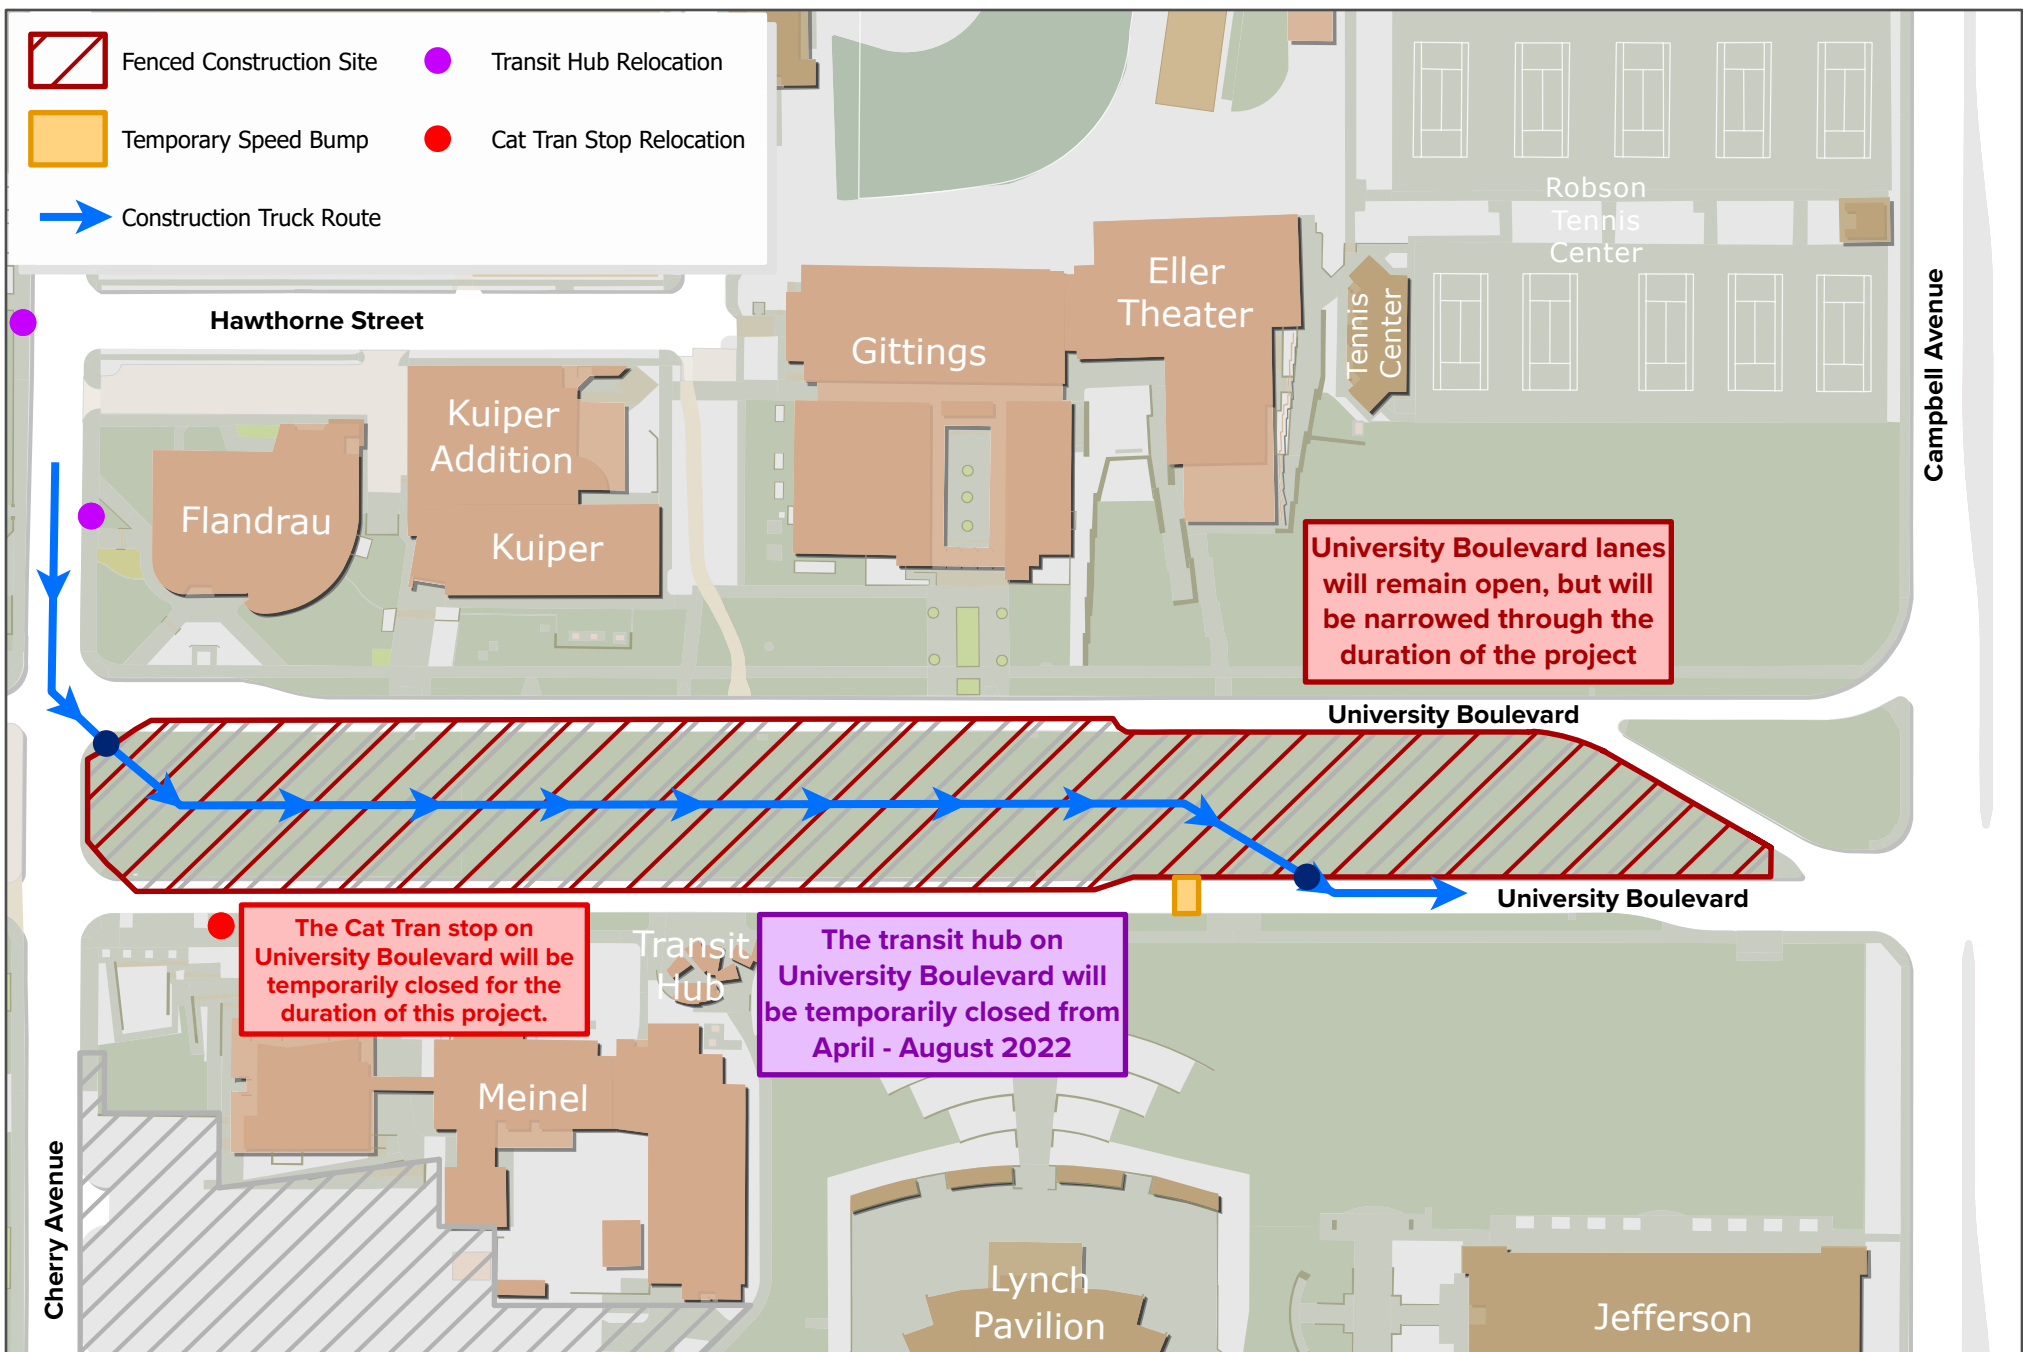 Fenced Construction Site
Transit Hub Relocation
Temporary Speed Bump
Cat Tran Stop Relocation
Construction Truck Route
Robson
Tennis
Center
Eller
Theater
Tennis
Center
Campbell Avenue
Hawthorne Street
Gittings
Kuiper
Addition
Flandrau
Kuiper
University Boulevard lanes
will remain open, but will
be narrowed through the
duration of the project
University Boulevard
University Boulevard
The Cat Tran stop on
University Boulevard will be
temporarily closed for the
duration of this project.
Transit
Hub
The transit hub on
University Boulevard will
be temporarily closed from
April - August 2022
Meinel
Cherry Avenue
Lynch
Pavilion
Jefferson